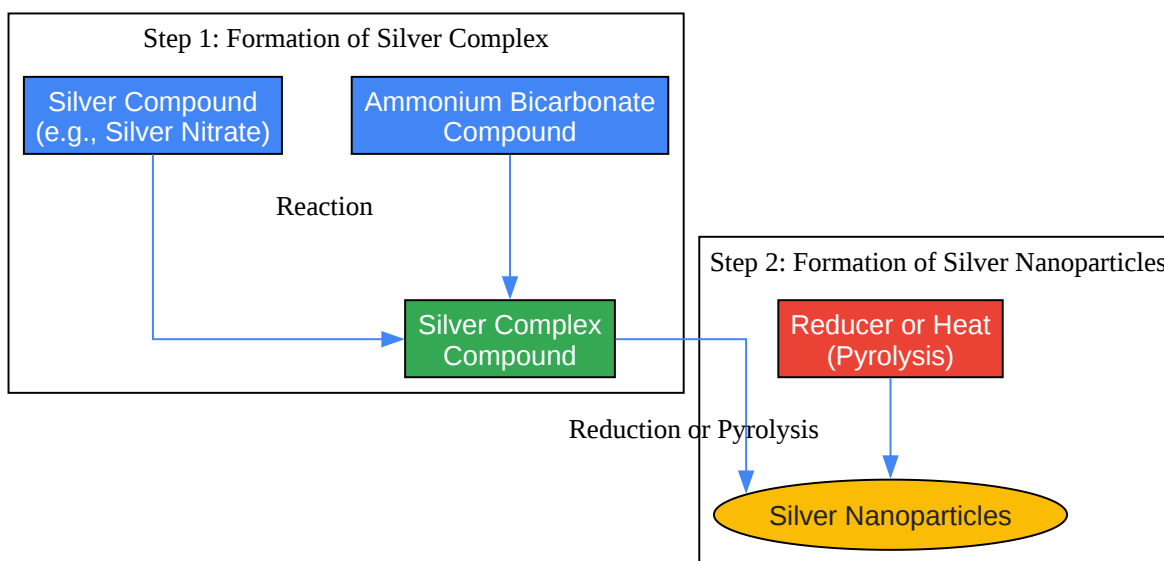 Step 1: Formation of Silver Complex
Silver Compound
(e.g., Silver Nitrate)
Ammonium Bicarbonate
Compound
Reaction
Silver Complex
Compound
Step 2: Formation of Silver Nanoparticles
Reducer or Heat
(Pyrolysis)
Reduction or Pyrolysis
Silver Nanoparticles